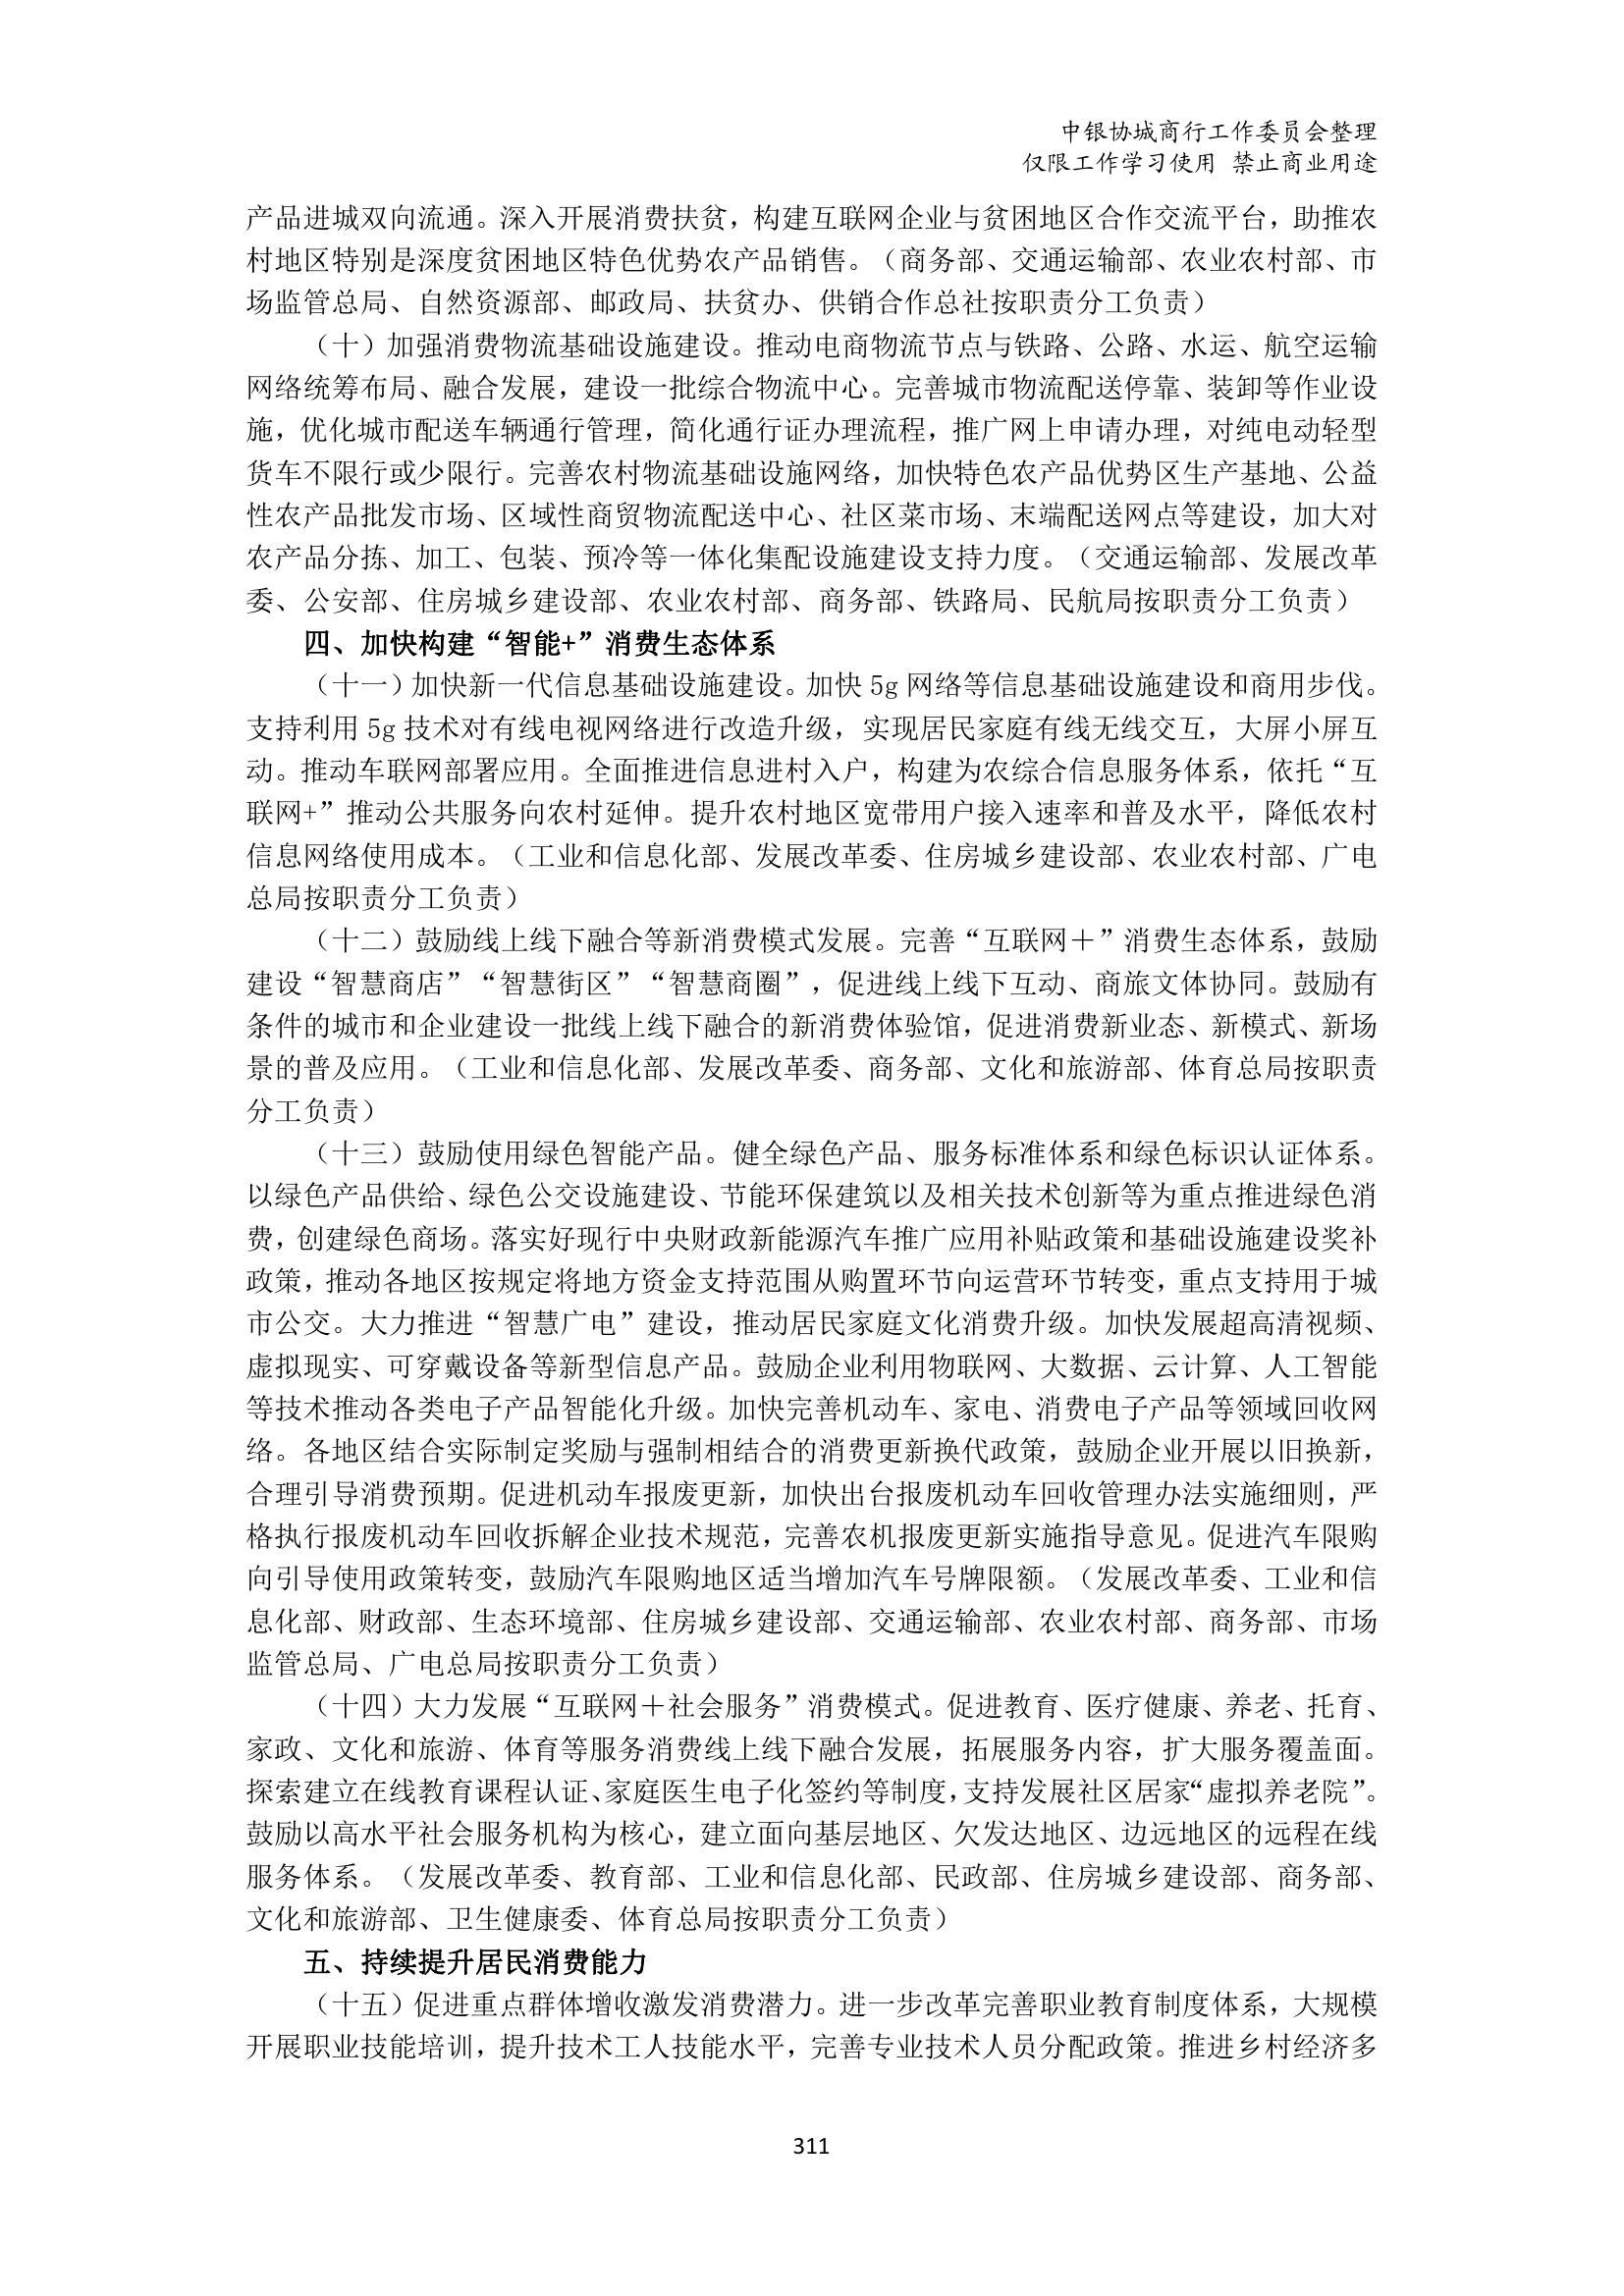 中银协城商行工作委员会整理
仅限工作学习使用 禁止商业用途
产品进城双向流通。深入开展消费扶贫，构建互联网企业与贫困地区合作交流平台，助推农
村地区特别是深度贫困地区特色优势农产品销售。（商务部、交通运输部、农业农村部、市
场监管总局、自然资源部、邮政局、扶贫办、供销合作总社按职责分工负责）
（十）加强消费物流基础设施建设。推动电商物流节点与铁路、公路、水运、航空运输
网络统筹布局、融合发展，建设一批综合物流中心。完善城市物流配送停靠、装卸等作业设
施，优化城市配送车辆通行管理，简化通行证办理流程，推广网上申请办理，对纯电动轻型
货车不限行或少限行。完善农村物流基础设施网络，加快特色农产品优势区生产基地、公益
性农产品批发市场、区域性商贸物流配送中心、社区菜市场、末端配送网点等建设，加大对
农产品分拣、加工、包装、预冷等一体化集配设施建设支持力度。（交通运输部、发展改革
委、公安部、住房城乡建设部、农业农村部、商务部、铁路局、民航局按职责分工负责）
四、加快构建“智能+”消费生态体系
（十一）加快新一代信息基础设施建设。加快 5g 网络等信息基础设施建设和商用步伐。
支持利用 5g 技术对有线电视网络进行改造升级，实现居民家庭有线无线交互，大屏小屏互
动。推动车联网部署应用。全面推进信息进村入户，构建为农综合信息服务体系，依托“互
联网+”推动公共服务向农村延伸。提升农村地区宽带用户接入速率和普及水平，降低农村
信息网络使用成本。（工业和信息化部、发展改革委、住房城乡建设部、农业农村部、广电
总局按职责分工负责）
（十二）鼓励线上线下融合等新消费模式发展。完善“互联网＋”消费生态体系，鼓励
建设“智慧商店”“智慧街区”“智慧商圈”，促进线上线下互动、商旅文体协同。鼓励有
条件的城市和企业建设一批线上线下融合的新消费体验馆，促进消费新业态、新模式、新场
景的普及应用。（工业和信息化部、发展改革委、商务部、文化和旅游部、体育总局按职责
分工负责）
（十三）鼓励使用绿色智能产品。健全绿色产品、服务标准体系和绿色标识认证体系。
以绿色产品供给、绿色公交设施建设、节能环保建筑以及相关技术创新等为重点推进绿色消
费，创建绿色商场。落实好现行中央财政新能源汽车推广应用补贴政策和基础设施建设奖补
政策，推动各地区按规定将地方资金支持范围从购置环节向运营环节转变，重点支持用于城
市公交。大力推进“智慧广电”建设，推动居民家庭文化消费升级。加快发展超高清视频、
虚拟现实、可穿戴设备等新型信息产品。鼓励企业利用物联网、大数据、云计算、人工智能
等技术推动各类电子产品智能化升级。加快完善机动车、家电、消费电子产品等领域回收网
络。各地区结合实际制定奖励与强制相结合的消费更新换代政策，鼓励企业开展以旧换新，
合理引导消费预期。促进机动车报废更新，加快出台报废机动车回收管理办法实施细则，严
格执行报废机动车回收拆解企业技术规范，完善农机报废更新实施指导意见。促进汽车限购
向引导使用政策转变，鼓励汽车限购地区适当增加汽车号牌限额。（发展改革委、工业和信
息化部、财政部、生态环境部、住房城乡建设部、交通运输部、农业农村部、商务部、市场
监管总局、广电总局按职责分工负责）
（十四）大力发展“互联网＋社会服务”消费模式。促进教育、医疗健康、养老、托育、
家政、文化和旅游、体育等服务消费线上线下融合发展，拓展服务内容，扩大服务覆盖面。
探索建立在线教育课程认证、家庭医生电子化签约等制度，支持发展社区居家“虚拟养老院”。
鼓励以高水平社会服务机构为核心，建立面向基层地区、欠发达地区、边远地区的远程在线
服务体系。（发展改革委、教育部、工业和信息化部、民政部、住房城乡建设部、商务部、
文化和旅游部、卫生健康委、体育总局按职责分工负责）
五、持续提升居民消费能力
（十五）促进重点群体增收激发消费潜力。进一步改革完善职业教育制度体系，大规模
开展职业技能培训，提升技术工人技能水平，完善专业技术人员分配政策。推进乡村经济多
311